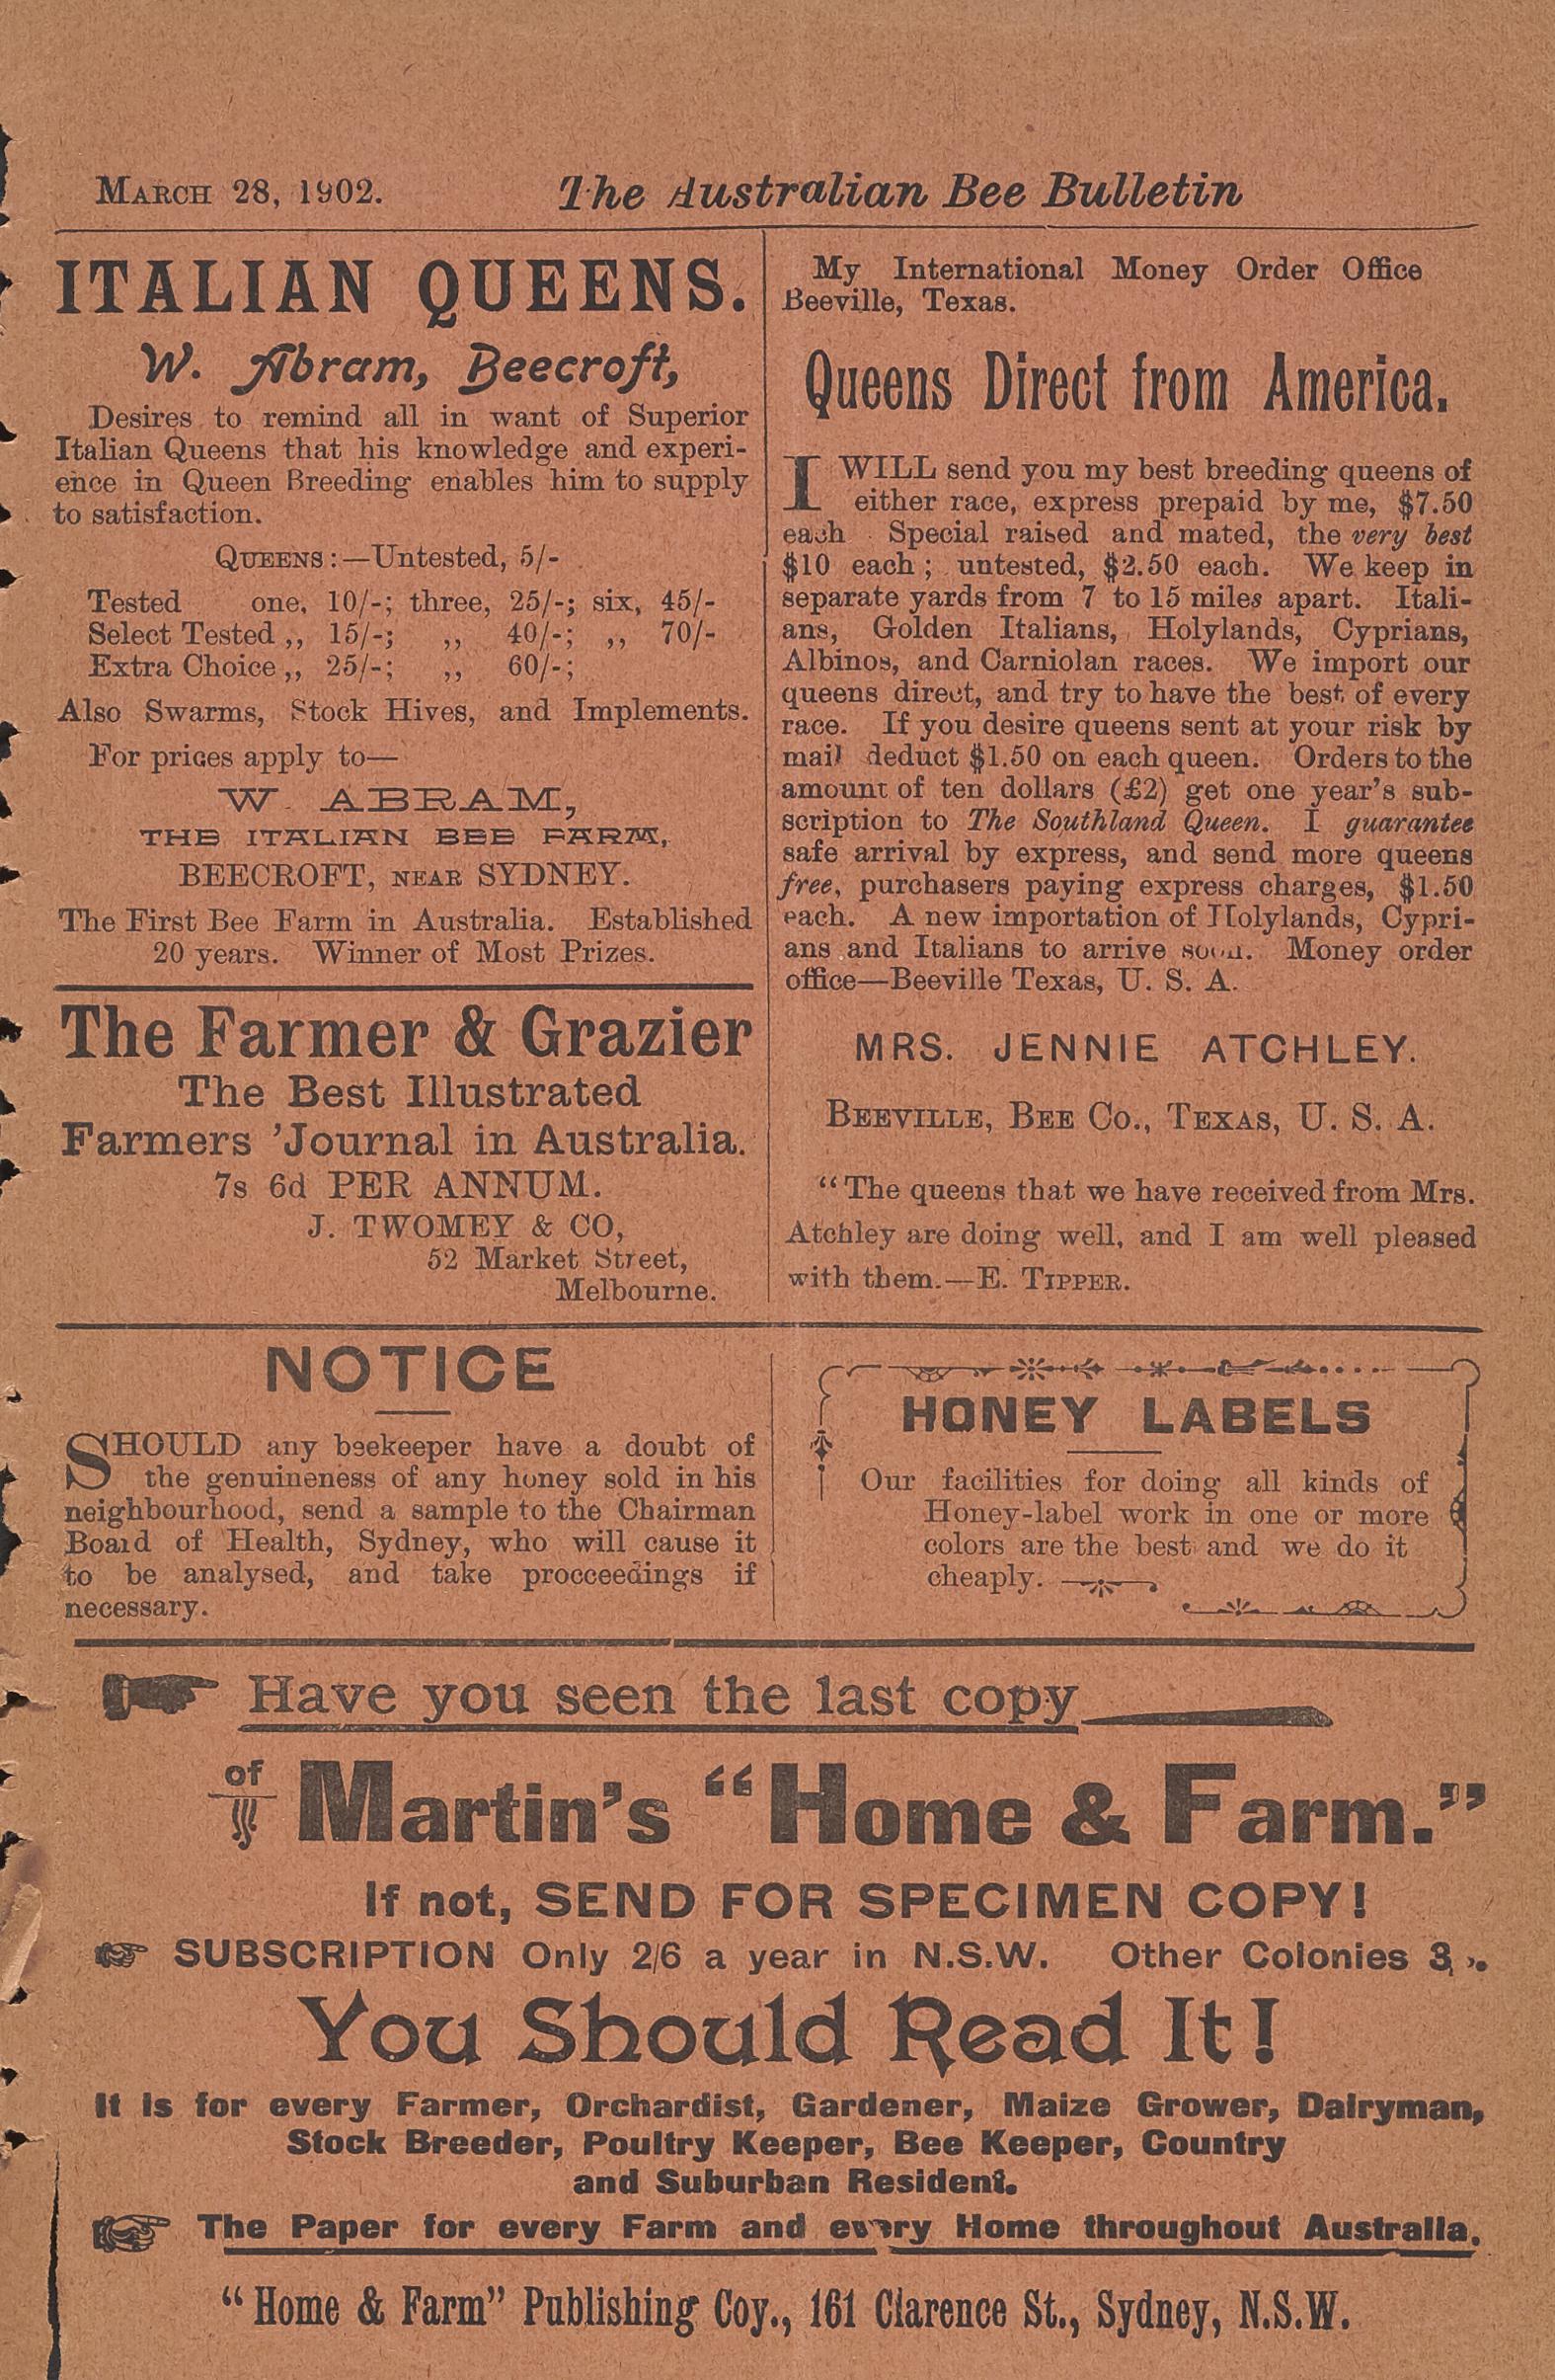 MARCH 28, 1902. The Australian Bee Bulletin
ITALIAN QUEENS.
W. Abram, Beecroft,
Desires to remind all in want of Superior
Italian Queens that his knowledge and experi-
ence in Queen Breeding enables him to supply
to satisfaction.
QUEENS:—Untested, 5/-
Tested one, 10/-; three, 25/-; six, 45/-
Select Tested ,, 15/-; ,, 40/-; ,, 70/-
Extra Choice ,, 25/-; ,, 60/-;
Also Swarms, Stock Hives, and Implements.
For prices apply to—
W. ABRAM,
THE ITALIAN BEE FARM,
BEECROFT, NEAR SYDNEY.
The First Bee Farm in Australia. Established
20 years. Winner of Most Prizes.
The Farmer & Grazier
The Best Illustrated
Farmers 'Journal in Australia.
7s 6d PER ANNUM.
J. TWOMEY & CO,
52 Market Street,
Melbourne.
My International Money Order Office
Beeville, Texas.
Queens Direct from America.
I WILL send you my best breeding queens of
either race, express prepaid by me, $7.50
each Special raised and mated, the very best
$10 each; untested, $2.50 each. We keep in
separate yards from 7 to 15 miles apart. Itali-
ans, Golden Italians, Holylands, Cyprians,
Albinos, and Carniolan races. We import our
queens direct, and try to have the best of every
race. If you desire queens sent at your risk by
mail deduct $1.50 on each queen. Orders to the
amount of ten dollars (£2) get one year's sub-
scription to The Southland Queen. I guarantee
safe arrival by express, and send more queens
free, purchasers paying express charges, $1.50
each. A new importation of Holylands, Cypri-
ans and Italians to arrive soon. Money order
office—Beeville Texas, U. S. A.
MRS. JENNIE ATCHLEY.
BEEVILLE, BEE CO., TEXAS, U. S. A.
"The queens that we have received from Mrs.
Atchley are doing well, and I am well pleased
with them.—E. TIPPER.
NOTICE
SHOULD any beekeeper have a doubt of
the genuineness of any honey sold in his
neighbourhood, send a sample to the Chairman
Board of Health, Sydney, who will cause it
to be analysed, and take procceedings if
necessary.
HONEY LABELS
Our facilities for doing all kinds of
Honey-label work in one or more
colors are the best and we do it
cheaply.
Have you seen the last copy
of Martin's "Home & Farm."
If not, SEND FOR SPECIMEN COPY!
SUBSCRIPTION Only 2/6 a year in N.S.W. Other Colonies 3
You Should Read It!
It is for every Farmer, Orchardist, Gardener, Maize Grower, Dairyman,
Stock Breeder, Poultry Keeper, Bee Keeper, Country
and Suburban Resident.
The Paper for every Farm and every Home throughout Australia.
"Home & Farm" Publishing Coy., 161 Clarence St., Sydney, N.S.W.